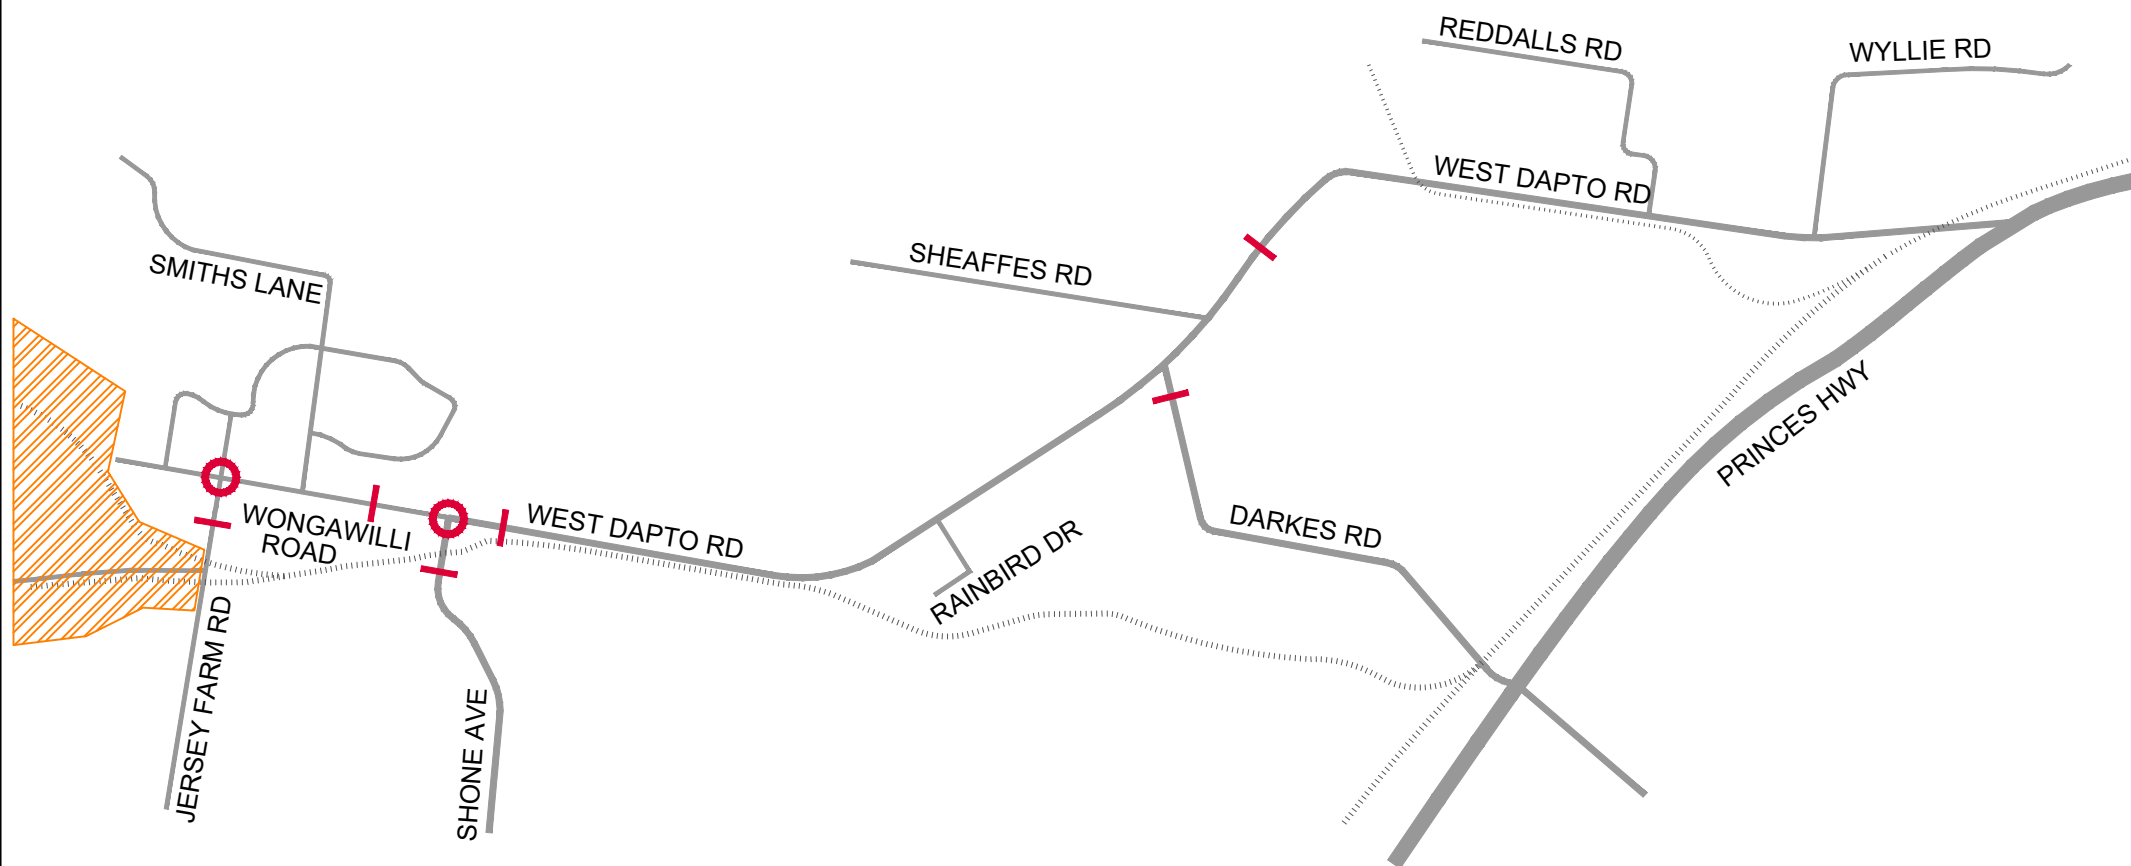 REDDALLS RD
WYLLIE RD
WEST DAPTO RD
SHEAFFES RD
SMITHS LANE
PRINCES HWY
WONGAWILLI
ROAD
WEST DAPTO RD
DARKES RD
RAINBIRD DR
JERSEY FARM RD
SHONE AVE